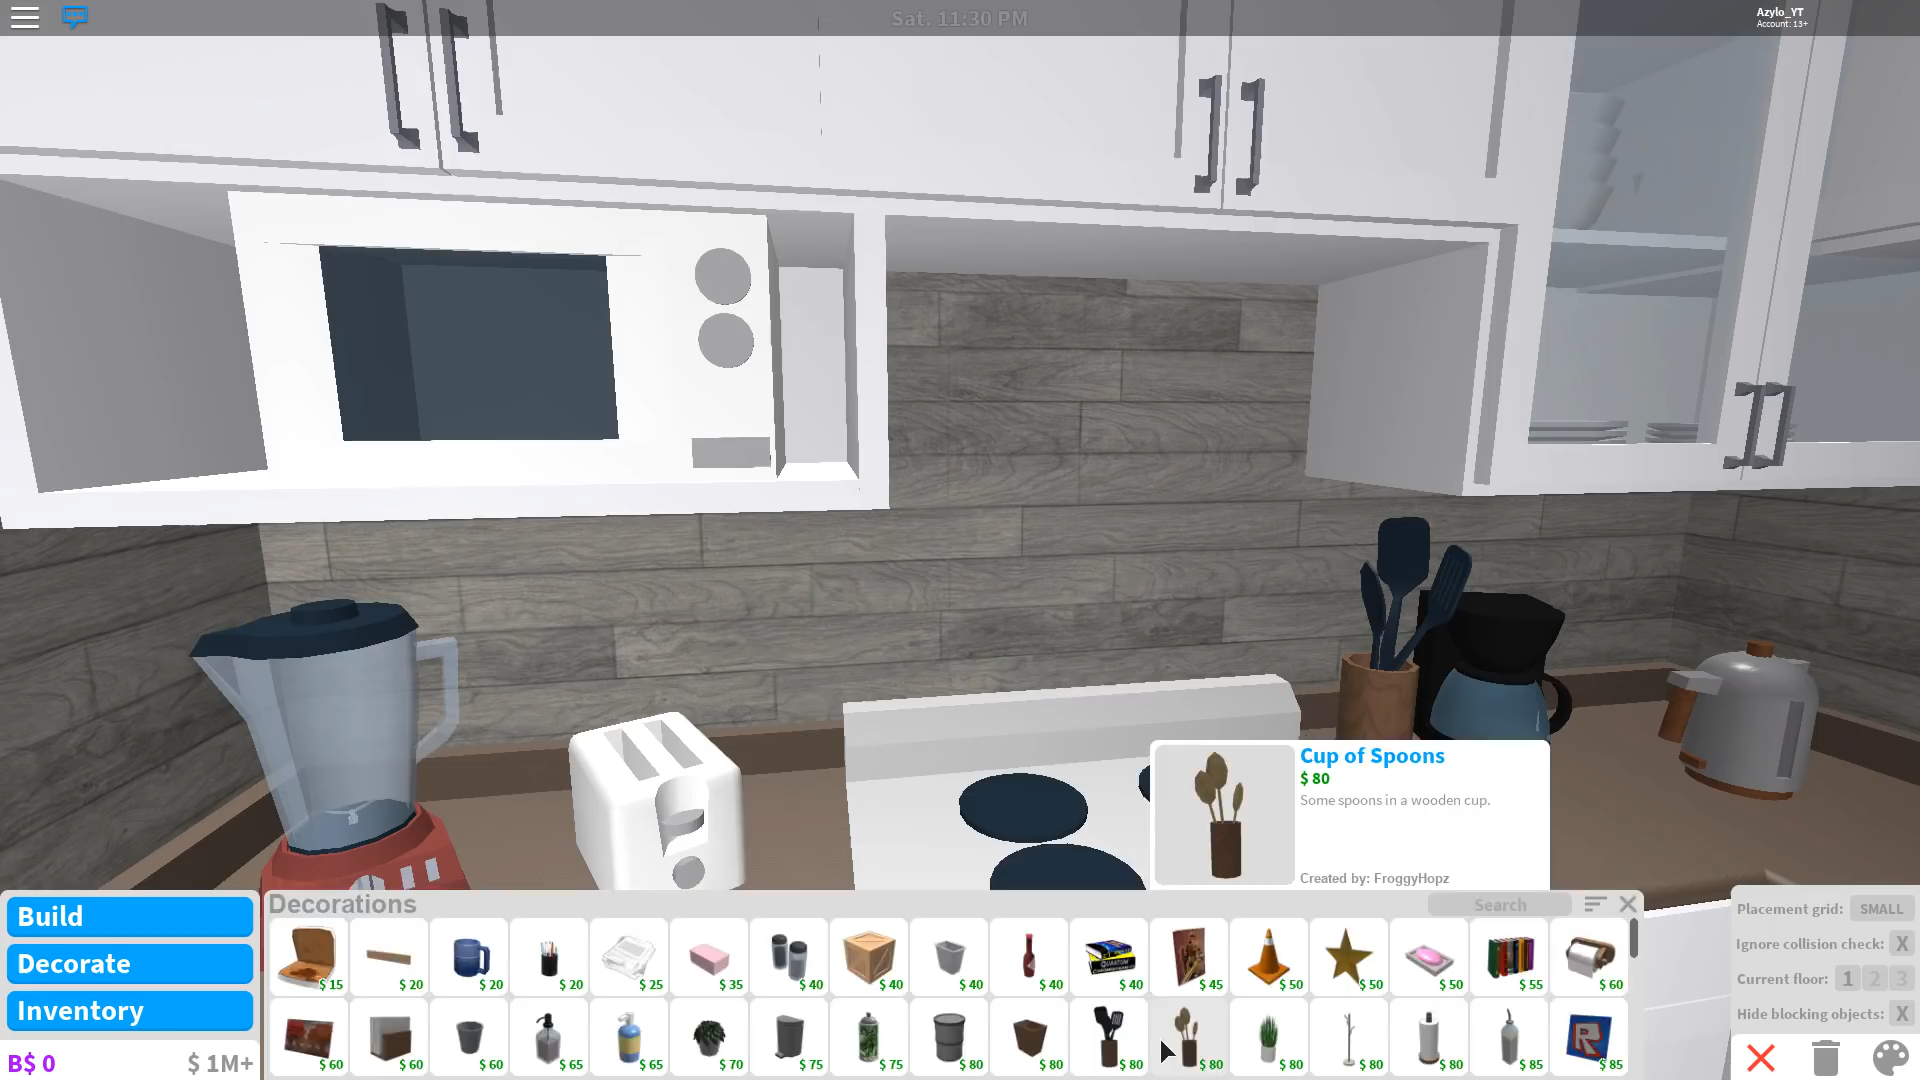 Sat. 11:30 PM
Azylo_YT
Account: 13+
Cup of Spoons
$ 80
Some spoons in a wooden cup.
Created by: FroggyHopz
Build
Decorate
Inventory
B$ 0
$ 1M+
Decorations
Search
$ 15
$ 20
$ 20
$ 20
$ 25
$ 35
$ 40
$ 40
$ 40
$ 40
$ 40
$ 45
$ 50
$ 50
$ 50
$ 55
$ 60
$ 60
$ 60
$ 60
$ 65
$ 65
$ 70
$ 75
$ 75
$ 80
$ 80
$ 80
$ 80
$ 80
$ 80
$ 80
$ 85
$ 85
Placement grid: SMALL
Ignore collision check: X
Current floor: 1 2 3
Hide blocking objects: X